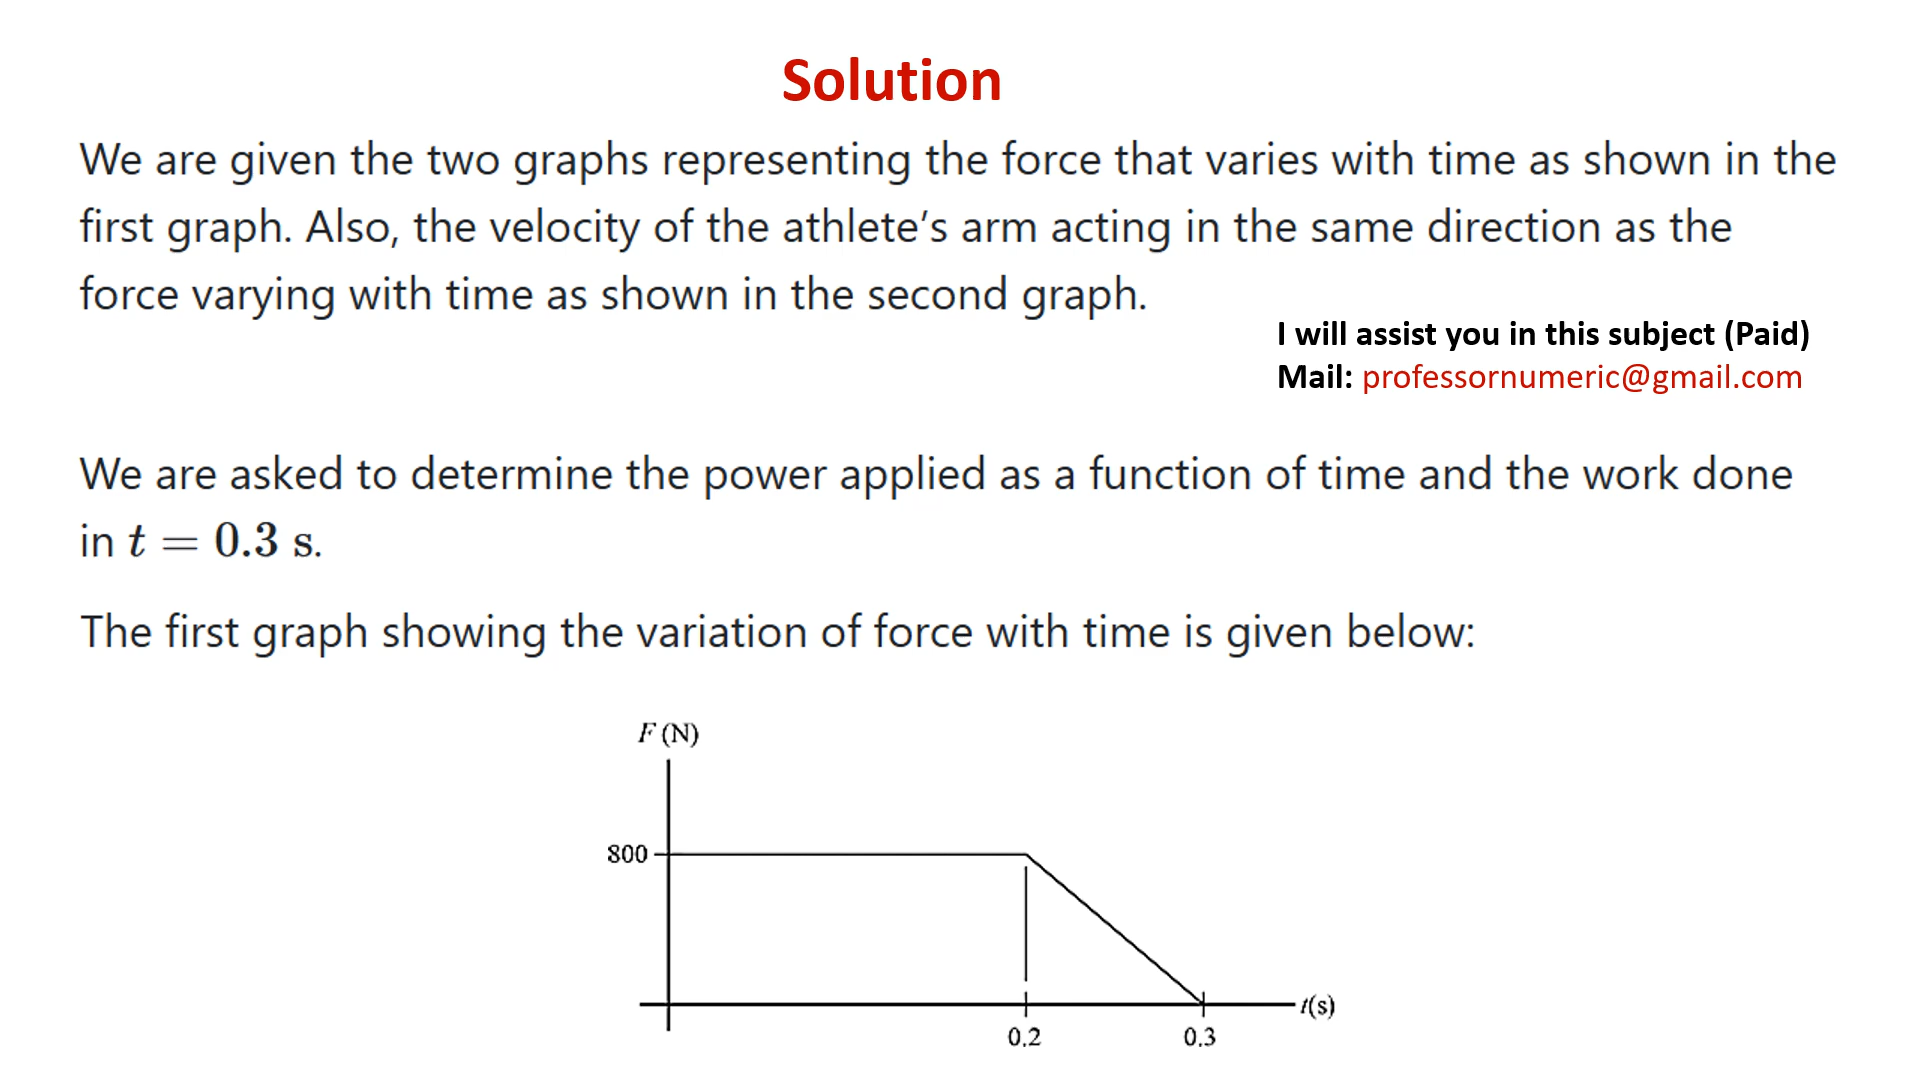 Solution
We are given the two graphs representing the force that varies with time as shown in the
first graph. Also, the velocity of the athlete’s arm acting in the same direction as the
force varying with time as shown in the second graph.
I will assist you in this subject (Paid)
Mail: professornumeric@gmail.com
We are asked to determine the power applied as a function of time and the work done
in t = 0.3 s.
The first graph showing the variation of force with time is given below:
F (N)
800
t(s)
0.2
0.3